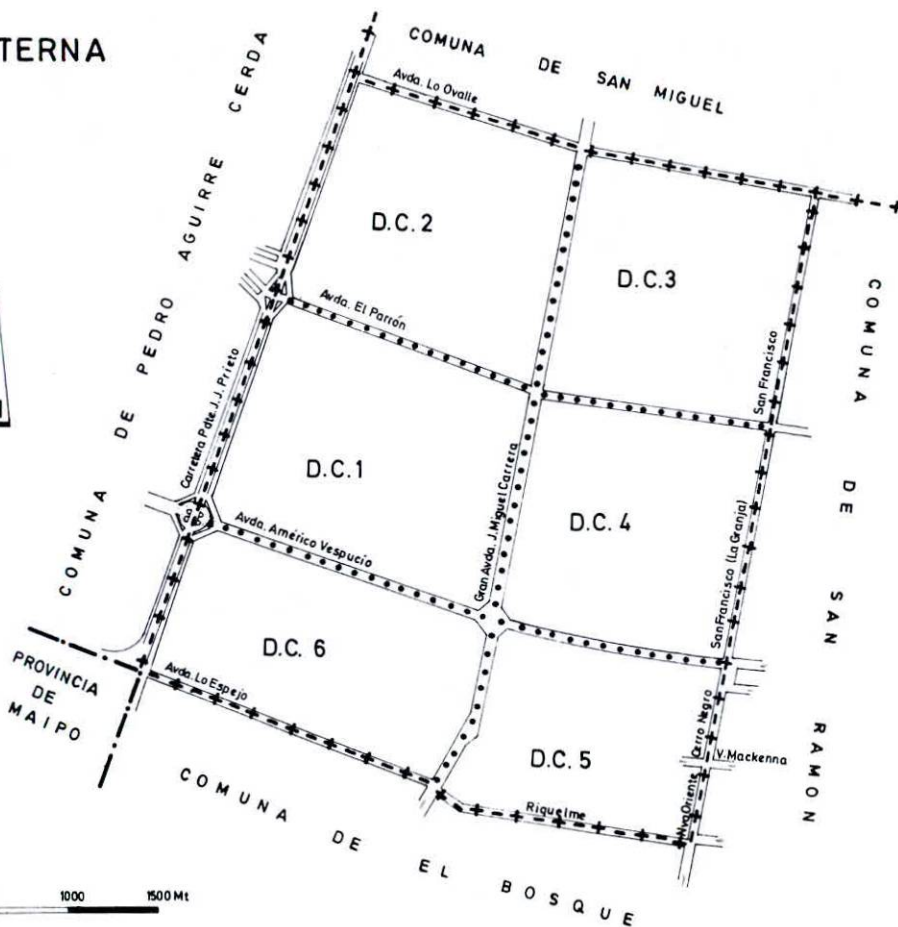 TERNA
COMUNA DE SAN MIGUEL
Avda. Lo Ovalle
COMUNA DE PEDRO AGUIRRE CERDA
D.C.2
D.C.3
COMUNA DE SAN RAMON
Avda. El Parrón
San Francisco
Carretera Pdte. J.J. Prieto
D.C.1
Gran Avda. J. Miguel Carrera
D.C. 4
Avda. Américo Vespucio
San Francisco (La Granja)
D.C. 6
PROVINCIA
DE
MAIPO
Avda. Lo Espejo
D.C. 5
Cerro Negro
V. Mackenna
Nva Oriente
Riquelme
COMUNA DE EL BOSQUE
1000 1500 Mt